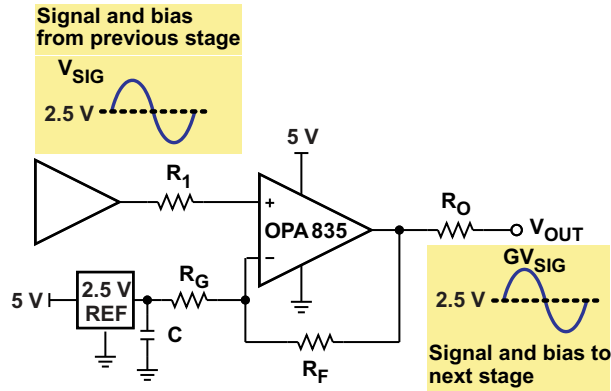 Signal and bias
from previous stage
VSIG
2.5 V
5 V
R1
RO
+
OPA835
VOUT
−
GVSIG
5 V
2.5 V
REF
RG
2.5 V
C
RF
Signal and bias to
next stage